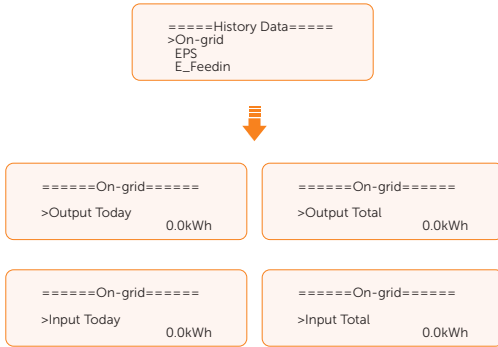 =====History Data=====
>On-grid
EPS
E_Feedin
======On-grid======
>Output Today
0.0kWh
======On-grid======
>Output Total
0.0kWh
======On-grid======
>Input Today
0.0kWh
======On-grid======
>Input Total
0.0kWh